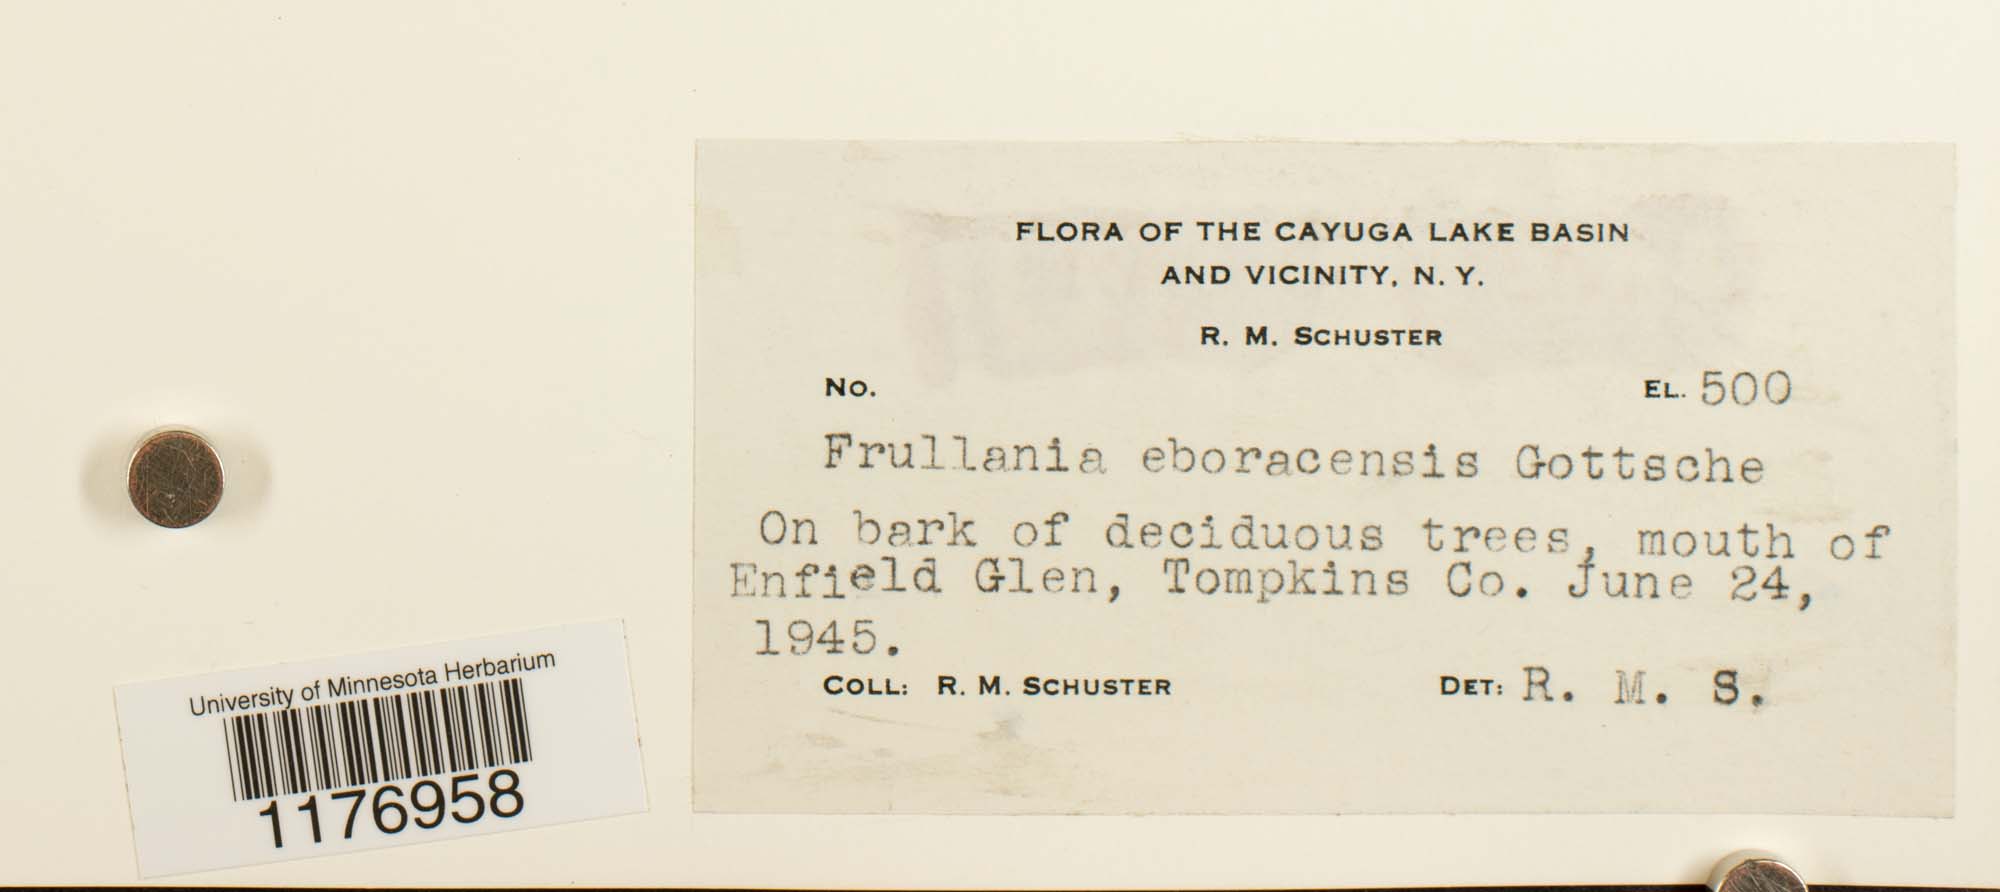 FLORA OF THE CAYUGA LAKE BASIN
AND VICINITY, N. Y.
R. M. SCHUSTER
No. EL. 500
Frullania eboracensis Gottsche
On bark of deciduous trees, mouth of
Enfield Glen, Tompkins Co. June 24,
1945.
COLL: R. M. SCHUSTER DET: R. M. S.
University of Minnesota Herbarium
1176958